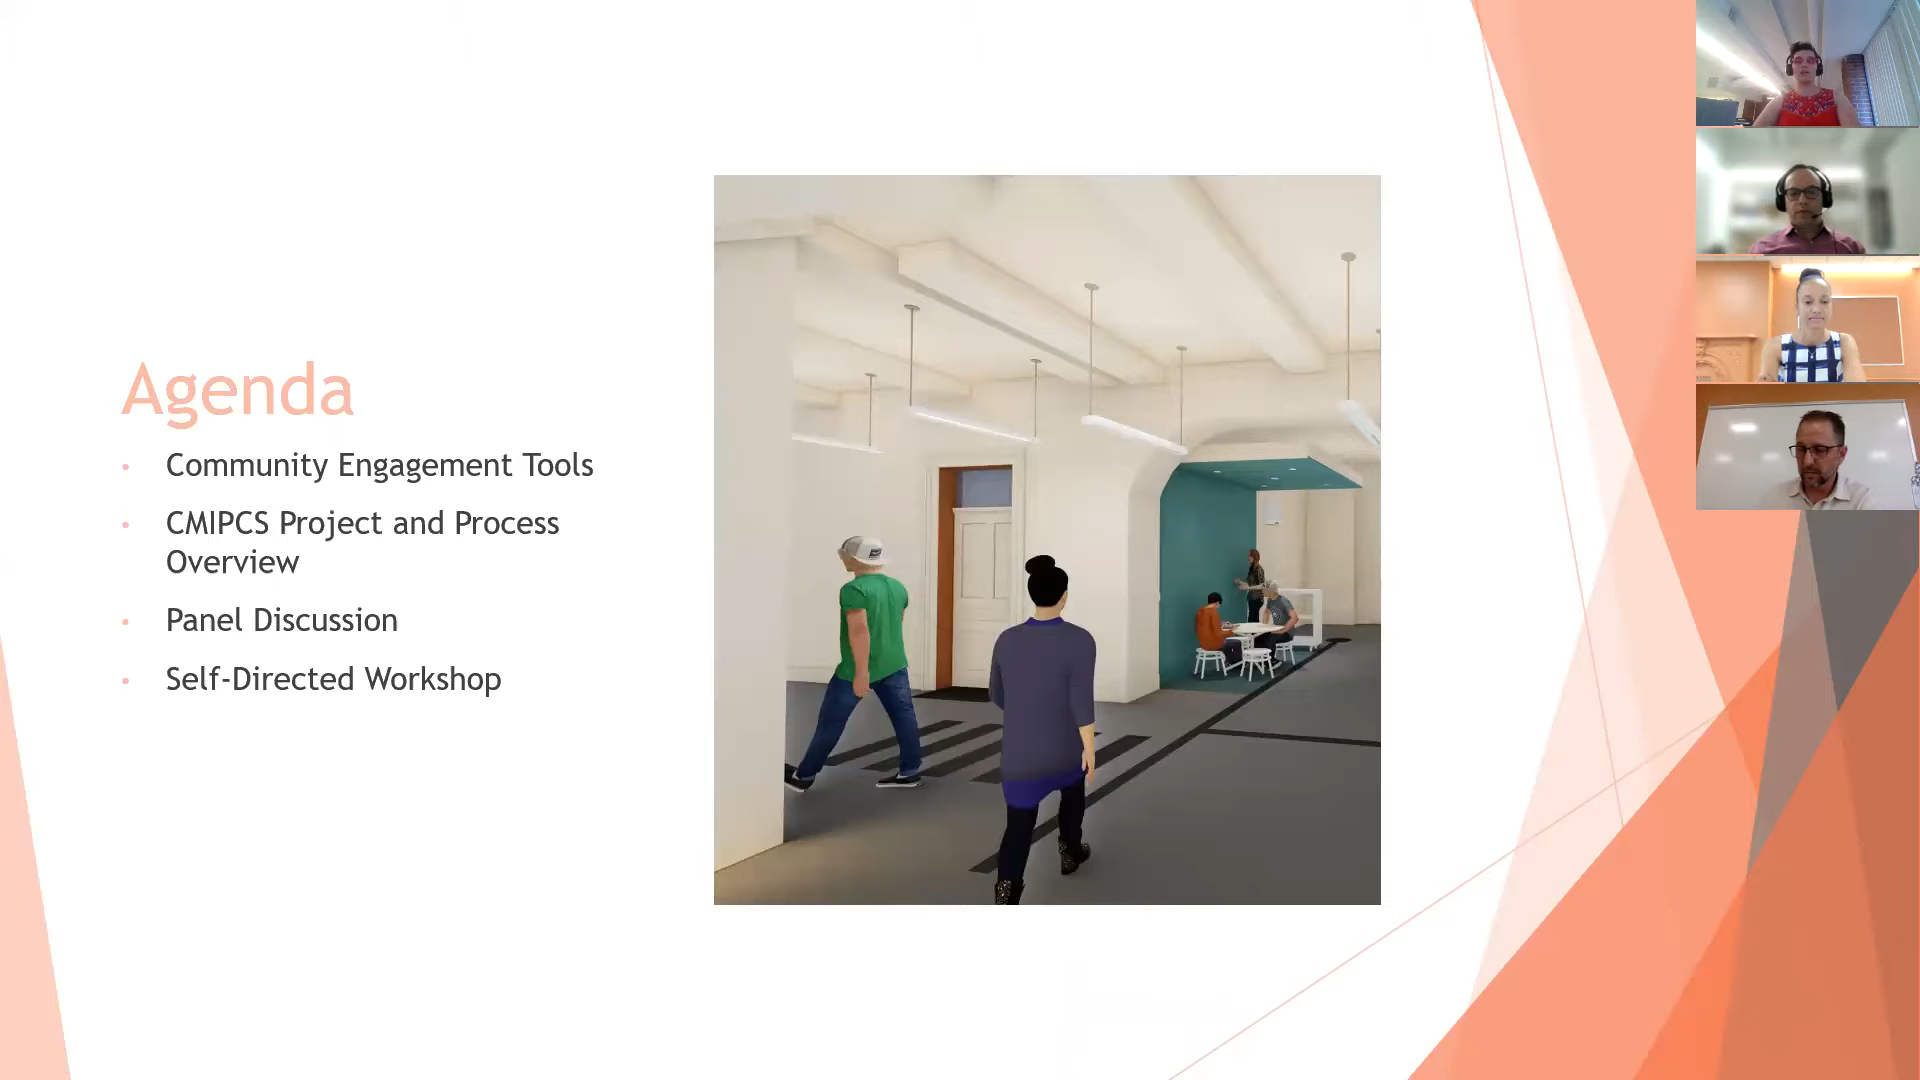 Agenda
• Community Engagement Tools
• CMIPCS Project and Process
Overview
• Panel Discussion
• Self-Directed Workshop